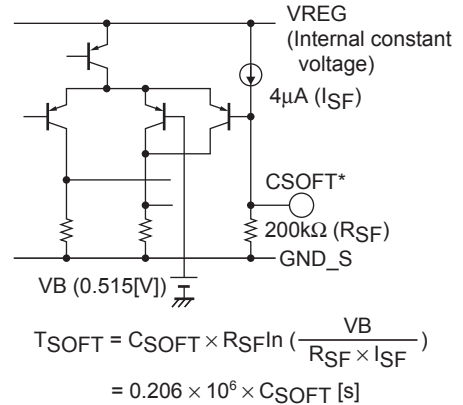 VREG
(Internal constant
voltage)
4μA (ISF)
CSOFT*
200kΩ (RSF)
GND_S
VB (0.515[V])
TSOFT = CSOFT × RSFln ( VB / RSF × ISF )
= 0.206 × 10⁶ × CSOFT [s]